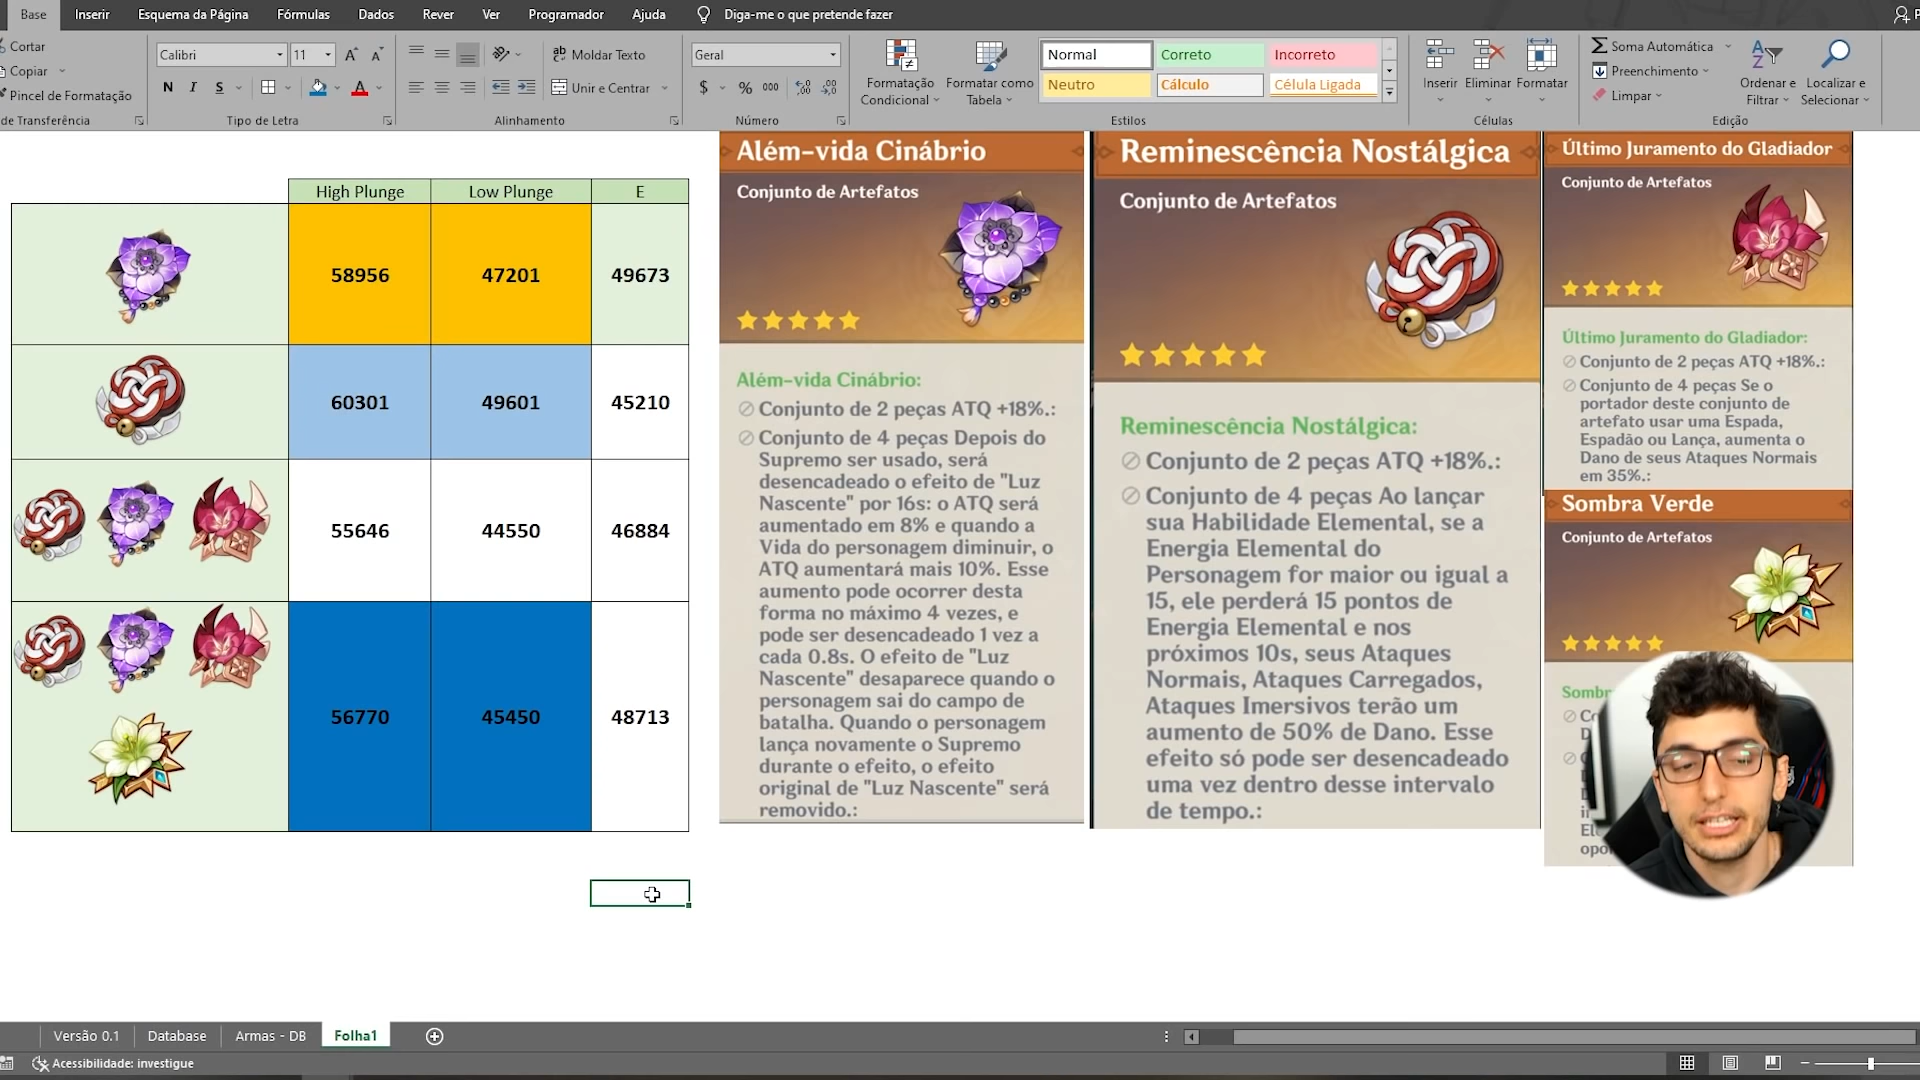 Base Inserir Esquema da Página Fórmulas Dados Rever Ver Programador Ajuda Diga-me o que pretende fazer
Cortar
Copiar
Pincel de Formatação
de Transferência
Calibri 11
N I S
Tipo de Letra
Moldar Texto
Unir e Centrar
Alinhamento
Geral
$ % 000
Número
Formatação Condicional
Formatar como Tabela
Normal Correto Incorreto
Neutro Cálculo Célula Ligada
Estilos
Inserir Eliminar Formatar
Células
Soma Automática
Preenchimento
Limpar
Ordenar e Filtrar
Localizar e Selecionar
Edição
High Plunge Low Plunge E
58956 47201 49673
60301 49601 45210
55646 44550 46884
56770 45450 48713
Além-vida Cinábrio
Conjunto de Artefatos
Além-vida Cinábrio:
Conjunto de 2 peças ATQ +18%.:
Conjunto de 4 peças Depois do
Supremo ser usado, será
desencadeado o efeito de "Luz
Nascente" por 16s: o ATQ será
aumentado em 8% e quando a
Vida do personagem diminuir, o
ATQ aumentará mais 10%. Esse
aumento pode ocorrer desta
forma no máximo 4 vezes, e
pode ser desencadeado 1 vez a
cada 0.8s. O efeito de "Luz
Nascente" desaparece quando o
personagem sai do campo de
batalha. Quando o personagem
lança novamente o Supremo
durante o efeito, o efeito
original de "Luz Nascente" será
removido.:
Reminescência Nostálgica
Conjunto de Artefatos
Reminescência Nostálgica:
Conjunto de 2 peças ATQ +18%.:
Conjunto de 4 peças Ao lançar
sua Habilidade Elemental, se a
Energia Elemental do
Personagem for maior ou igual a
15, ele perderá 15 pontos de
Energia Elemental e nos
próximos 10s, seus Ataques
Normais, Ataques Carregados,
Ataques Imersivos terão um
aumento de 50% de Dano. Esse
efeito só pode ser desencadeado
uma vez dentro desse intervalo
de tempo.:
Último Juramento do Gladiador
Conjunto de Artefatos
Último Juramento do Gladiador:
Conjunto de 2 peças ATQ +18%.:
Conjunto de 4 peças Se o
portador deste conjunto de
artefato usar uma Espada,
Espadão ou Lança, aumenta o
Dano de seus Ataques Normais
em 35%.:
Sombra Verde
Conjunto de Artefatos
Versão 0.1 Database Armas - DB Folha1
Acessibilidade: investigue